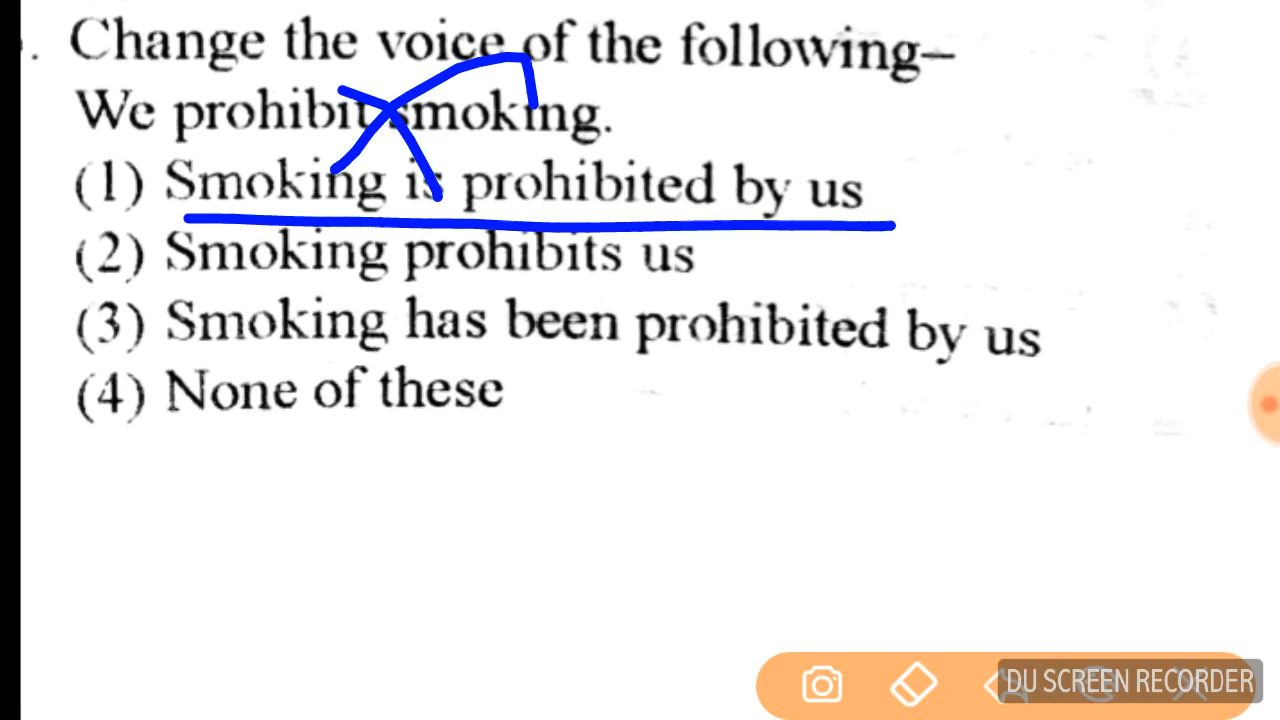 . Change the voice of the following–
We prohibit smoking.
(1) Smoking is prohibited by us
(2) Smoking prohibits us
(3) Smoking has been prohibited by us
(4) None of these
DU SCREEN RECORDER